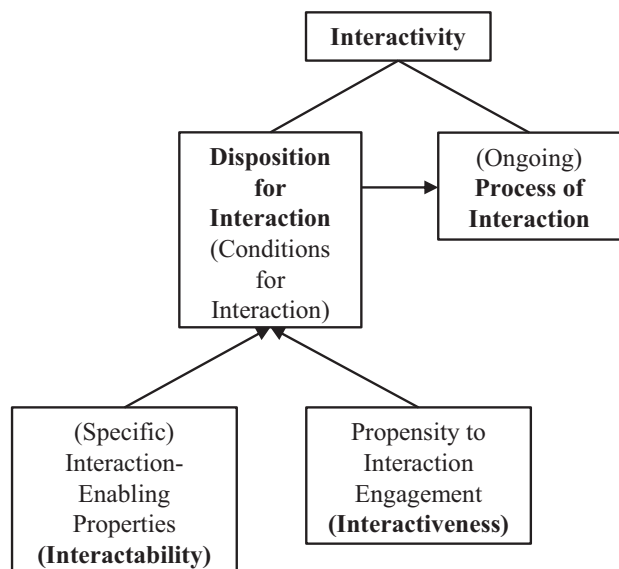 Interactivity
Disposition
for
Interaction
(Conditions
for
Interaction)
(Ongoing)
Process of
Interaction
(Specific)
Interaction-
Enabling
Properties
(Interactability)
Propensity to
Interaction
Engagement
(Interactiveness)